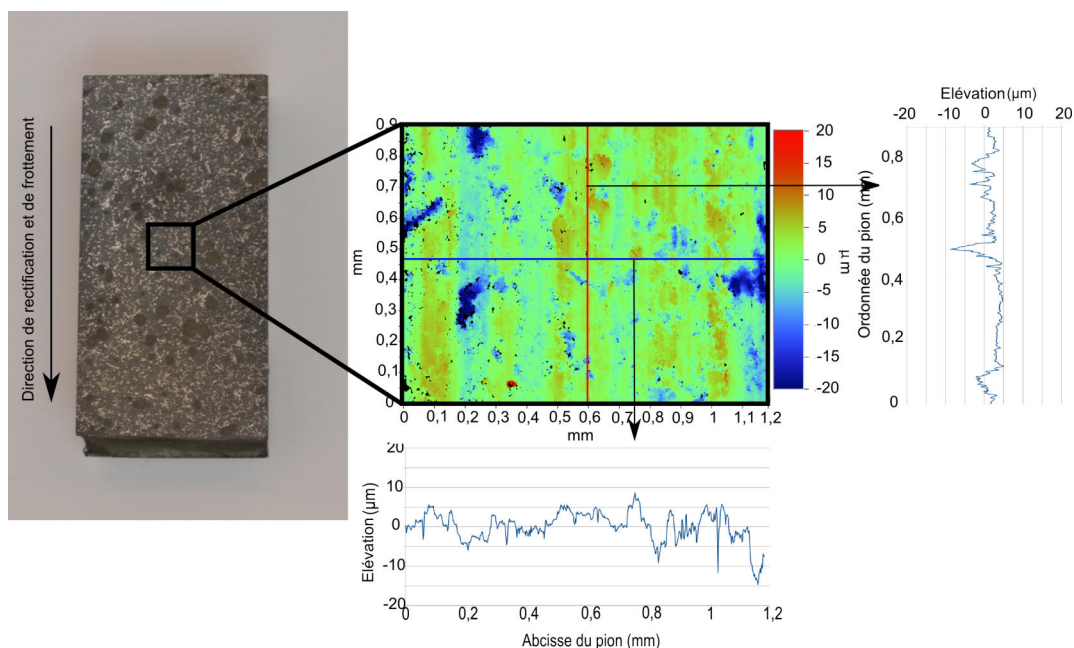 Direction de rectification et de frottement
0,9
0,8
0,7
0,6
0,5
0,4
0,3
0,2
0,1
0
mm
0 0,1 0,2 0,3 0,4 0,5 0,6 0,7 0,8 0,9 1 1,1 1,2
mm
20
15
10
5
0
-5
-10
-15
-20
µm
Elévation (µm)
-20 -10 0 10 20
0,8
0,6
0,4
0,2
0
Ordonnée du pion (mm)
20
10
0
-10
-20
Elévation (µm)
0 0,2 0,4 0,6 0,8 1 1,2
Abcisse du pion (mm)